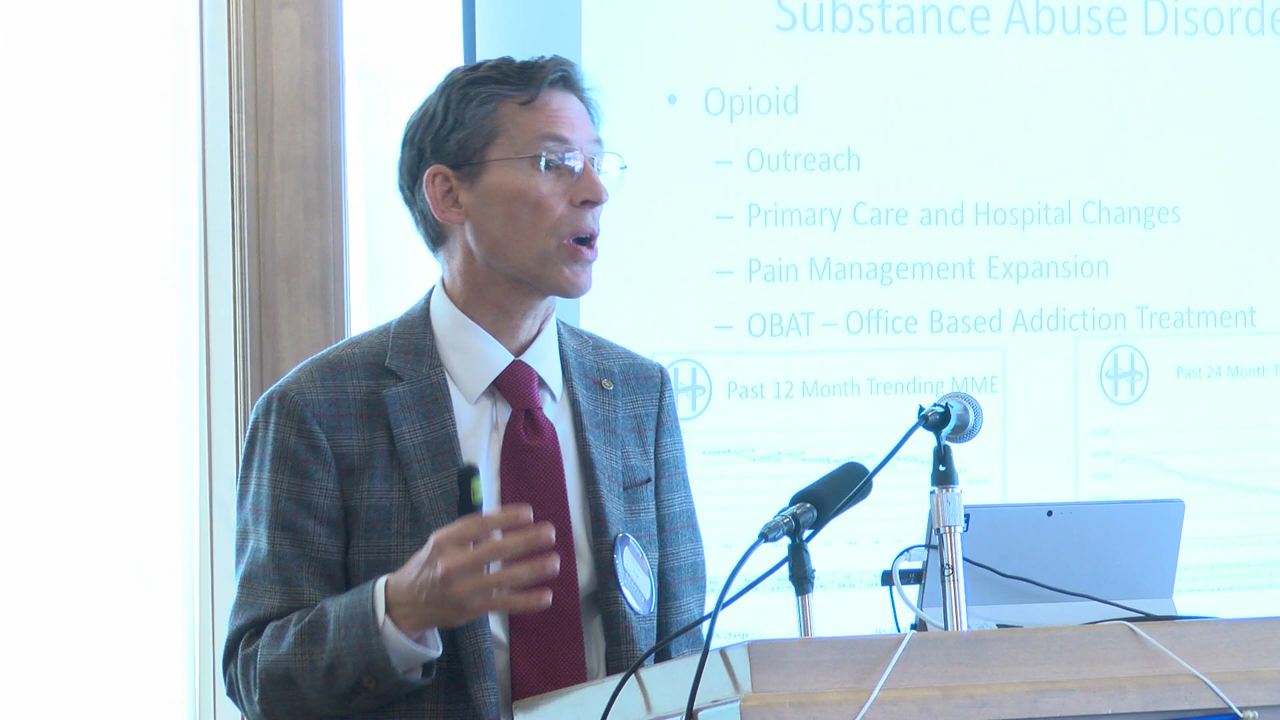 Substance Abuse Disorde
• Opioid
– Outreach
– Primary Care and Hospital Changes
– Pain Management Expansion
– OBAT – Office Based Addiction Treatment
Past 12 Month Trending MME
Past 24 Month T